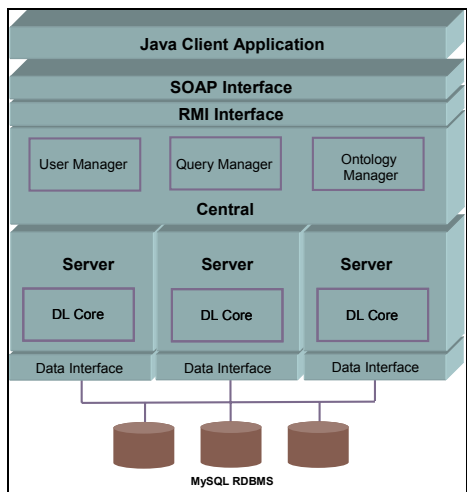 Java Client Application
SOAP Interface
RMI Interface
User Manager
Query Manager
Ontology
Manager
Central
Server
Server
Server
DL Core
DL Core
DL Core
Data Interface
Data Interface
Data Interface
MySQL RDBMS